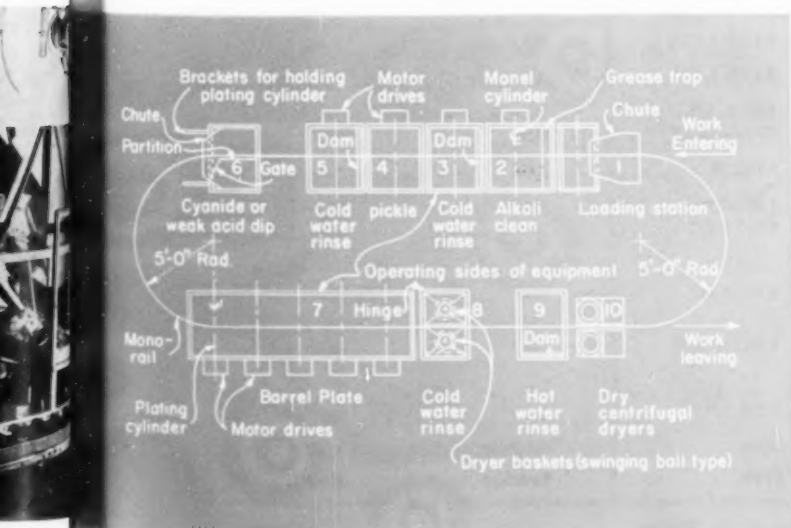 Brackets for holding
plating cylinder
Motor
drives
Monel
cylinder
Grease trap
Chute
Chute
Partition
Work
Entering
Dam
Dam
6
Gate
5
4
3
2
1
Cyanide or
weak acid dip
Cold
water
rinse
pickle
Cold
water
rinse
Alkali
clean
Loading station
5'-0" Rad.
Operating sides of equipment
5'-0" Rad.
7
Hinge
8
9
10
Dam
Mono-
rail
Work
leaving
Plating
cylinder
Motor drives
Barrel Plate
Cold
water
rinse
Hot
water
rinse
Dry
centrifugal
dryers
Dryer baskets (swinging bail type)